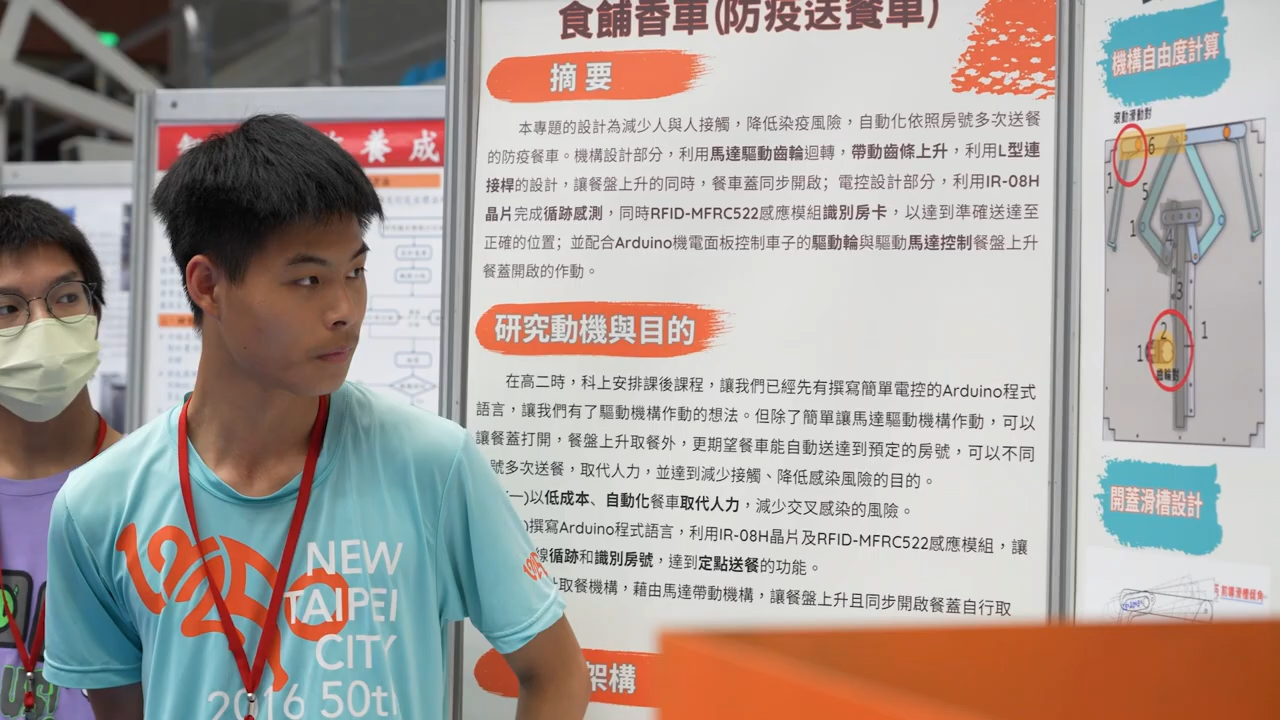 食餔香車(防疫送餐車)
摘要
本專題的設計為減少人與人接觸，降低染疫風險，自動化依照房號多次送餐
的防疫餐車。機構設計部分，利用馬達驅動齒輪迴轉，帶動齒條上升，利用L型連
接桿的設計，讓餐盤上升的同時，餐車蓋同步開啟；電控設計部分，利用IR-08H
晶片完成循跡感測，同時RFID-MFRC522感應模組識別房卡，以達到準確送達至
正確的位置；並配合Arduino機電面板控制車子的驅動輪與驅動馬達控制餐盤上升
餐蓋開啟的作動。
研究動機與目的
在高二時，科上安排課後課程，讓我們已經先有撰寫簡單電控的Arduino程式
語言，讓我們有了驅動機構作動的想法。但除了簡單讓馬達驅動機構作動，可以
讓餐蓋打開，餐盤上升取餐外，更期望餐車能自動送達到預定的房號，可以不同
號多次送餐，取代人力，並達到減少接觸、降低感染風險的目的。
一)以低成本、自動化餐車取代人力，減少交叉感染的風險。
)撰寫Arduino程式語言，利用IR-08H晶片及RFID-MFRC522感應模組，讓
線循跡和識別房號，達到定點送餐的功能。
取餐機構，藉由馬達帶動機構，讓餐盤上升且同步開啟餐蓋自行取
架構
機構自由度計算
滾動滑動對
6
1
5
1
4
3
2
1
1
齒輪對
開蓋滑槽設計
養成
NEW
TAIPEI
CITY
2016 50th